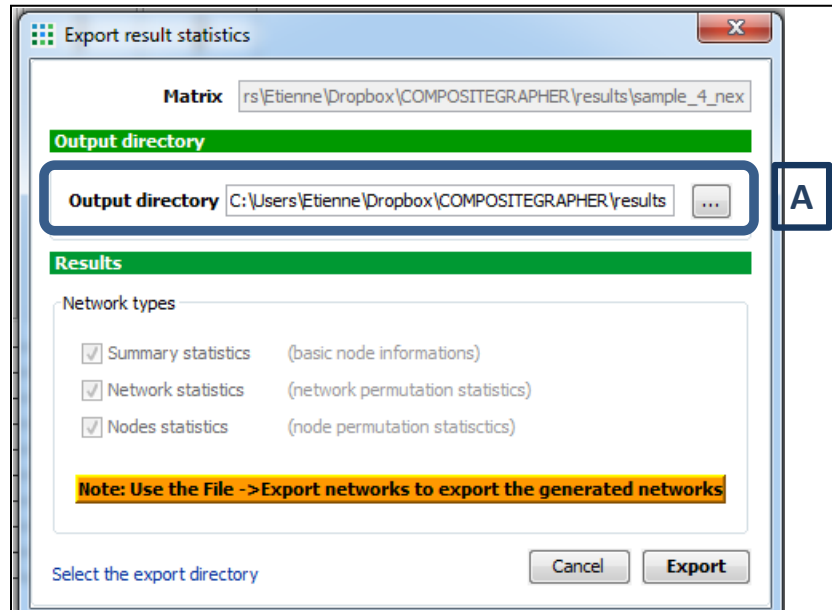 Export result statistics
Matrix rs\Etienne\Dropbox\COMPOSITEGRAPHER\results\sample_4_nex
Output directory
Output directory C:\Users\Etienne\Dropbox\COMPOSITEGRAPHER\results ...
A
Results
Network types
Summary statistics (basic node informations)
Network statistics (network permutation statistics)
Nodes statistics (node permutation statisctics)
Note: Use the File ->Export networks to export the generated networks
Select the export directory Cancel Export